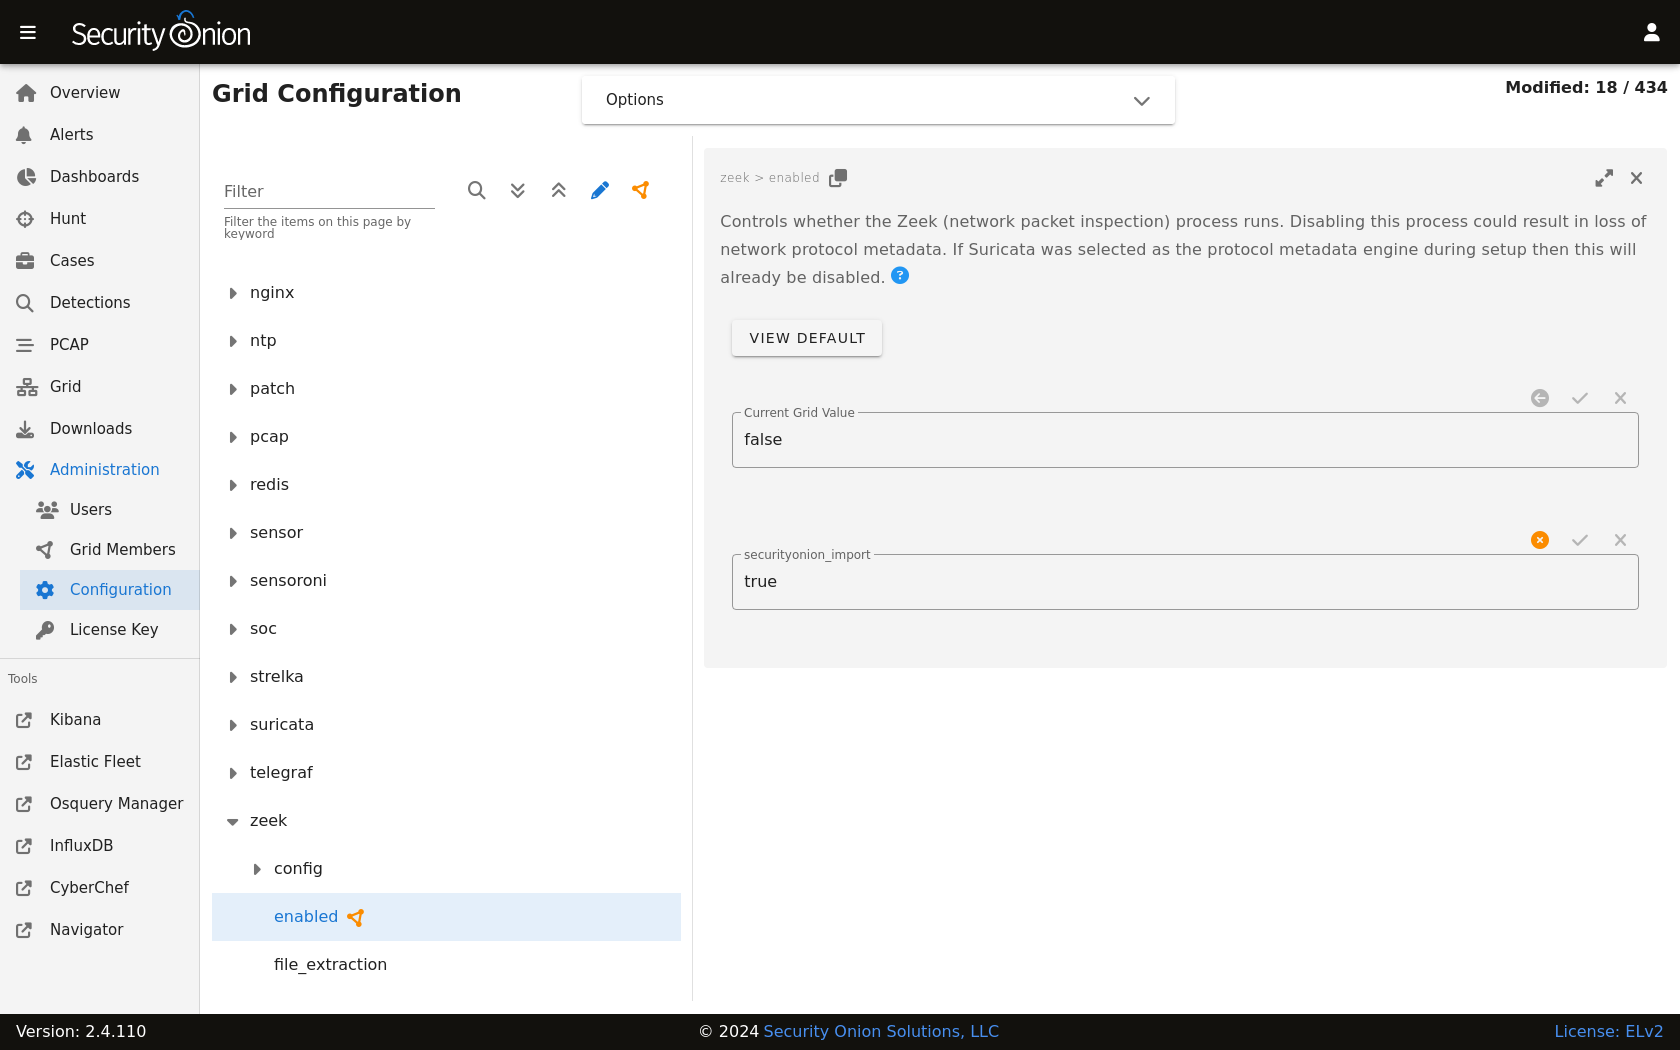 Security Onion
Overview
Alerts
Dashboards
Hunt
Cases
Detections
PCAP
Grid
Downloads
Administration
Users
Grid Members
Configuration
License Key
Tools
Kibana
Elastic Fleet
Osquery Manager
InfluxDB
CyberChef
Navigator
Grid Configuration
Options
Modified: 18 / 434
Filter
Filter the items on this page by
keyword
nginx
ntp
patch
pcap
redis
sensor
sensoroni
soc
strelka
suricata
telegraf
zeek
config
enabled
file_extraction
zeek > enabled
Controls whether the Zeek (network packet inspection) process runs. Disabling this process could result in loss of
network protocol metadata. If Suricata was selected as the protocol metadata engine during setup then this will
already be disabled. ?
VIEW DEFAULT
Current Grid Value
false
securityonion_import
true
Version: 2.4.110
© 2024 Security Onion Solutions, LLC
License: ELv2